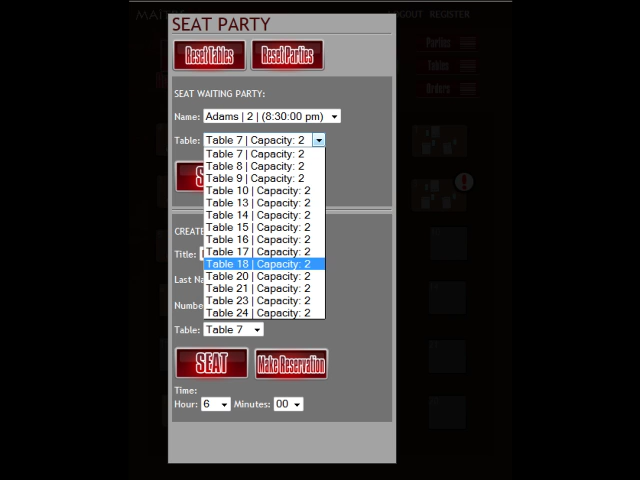 SEAT PARTY
LOGOUT REGISTER
Reset Tables Reset Parties
Parties
Tables
Orders
SEAT WAITING PARTY:
Name: Adams | 2 | (8:30:00 pm)
Table: Table 7 | Capacity: 2
Table 7 | Capacity: 2
Table 8 | Capacity: 2
Table 9 | Capacity: 2
Table 10 | Capacity: 2
Table 13 | Capacity: 2
Table 14 | Capacity: 2
Table 15 | Capacity: 2
Table 16 | Capacity: 2
Table 17 | Capacity: 2
Table 18 | Capacity: 2
Table 20 | Capacity: 2
Table 21 | Capacity: 2
Table 23 | Capacity: 2
Table 24 | Capacity: 2
S
CREATE
Title:
Last Na
Numbe
Table: Table 7
SEAT Make Reservation
Time:
Hour: 6 Minutes: 00